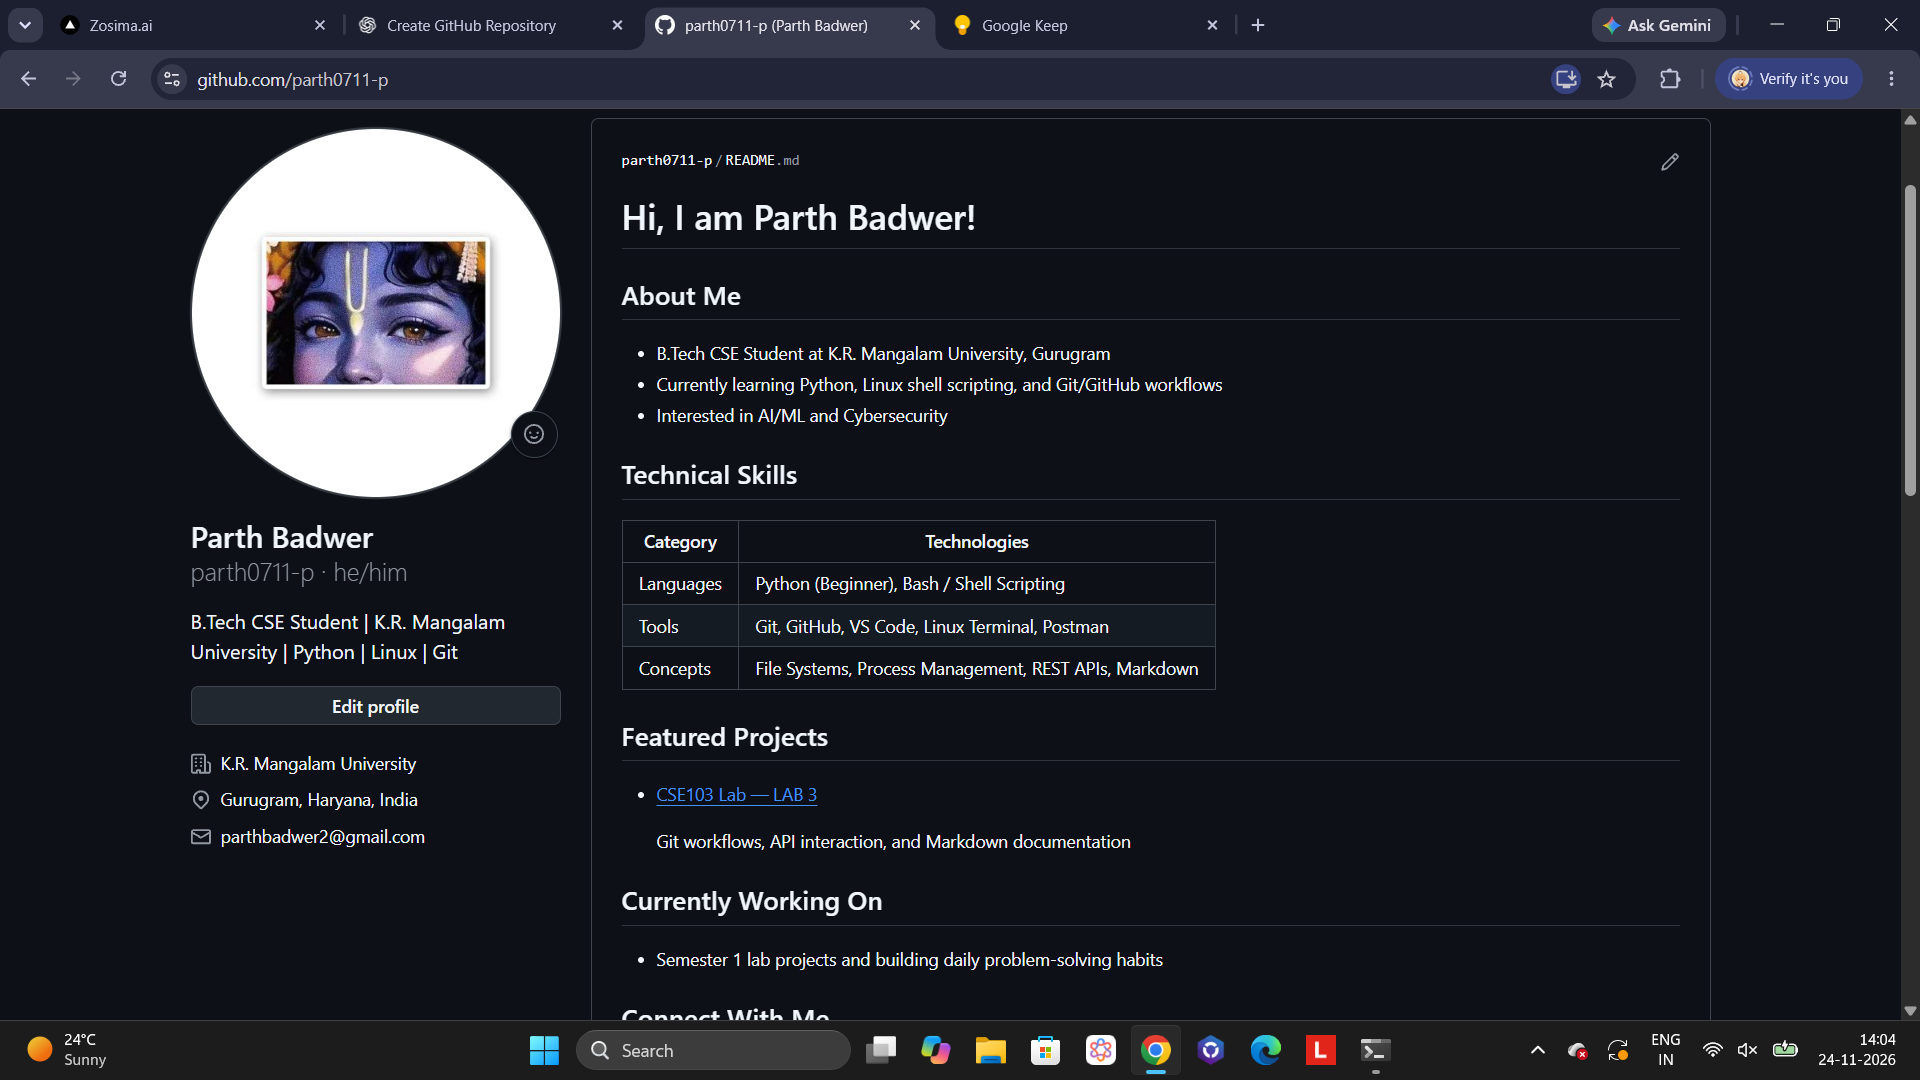 Zosima.ai
Create GitHub Repository
parth0711-p (Parth Badwer)
Google Keep
Ask Gemini
github.com/parth0711-p
Verify it's you
Parth Badwer
parth0711-p · he/him
B.Tech CSE Student | K.R. Mangalam
University | Python | Linux | Git
Edit profile
K.R. Mangalam University
Gurugram, Haryana, India
parthbadwer2@gmail.com
parth0711-p / README.md
Hi, I am Parth Badwer!
About Me
• B.Tech CSE Student at K.R. Mangalam University, Gurugram
• Currently learning Python, Linux shell scripting, and Git/GitHub workflows
• Interested in AI/ML and Cybersecurity
Technical Skills
Category Technologies
Languages Python (Beginner), Bash / Shell Scripting
Tools Git, GitHub, VS Code, Linux Terminal, Postman
Concepts File Systems, Process Management, REST APIs, Markdown
Featured Projects
• CSE103 Lab — LAB 3
Git workflows, API interaction, and Markdown documentation
Currently Working On
• Semester 1 lab projects and building daily problem-solving habits
Connect With Me
24°C
Sunny
Search
L
ENG
IN
14:04
24-11-2026